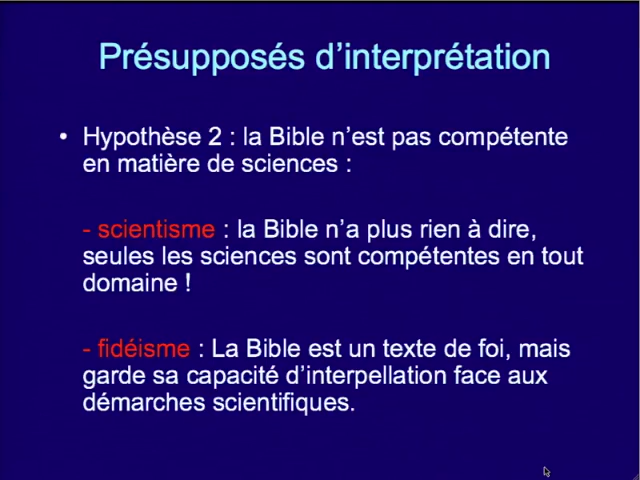 Présupposés d'interprétation
• Hypothèse 2 : la Bible n'est pas compétente
en matière de sciences :
- scientisme : la Bible n'a plus rien à dire,
seules les sciences sont compétentes en tout
domaine !
- fidéisme : La Bible est un texte de foi, mais
garde sa capacité d'interpellation face aux
démarches scientifiques.